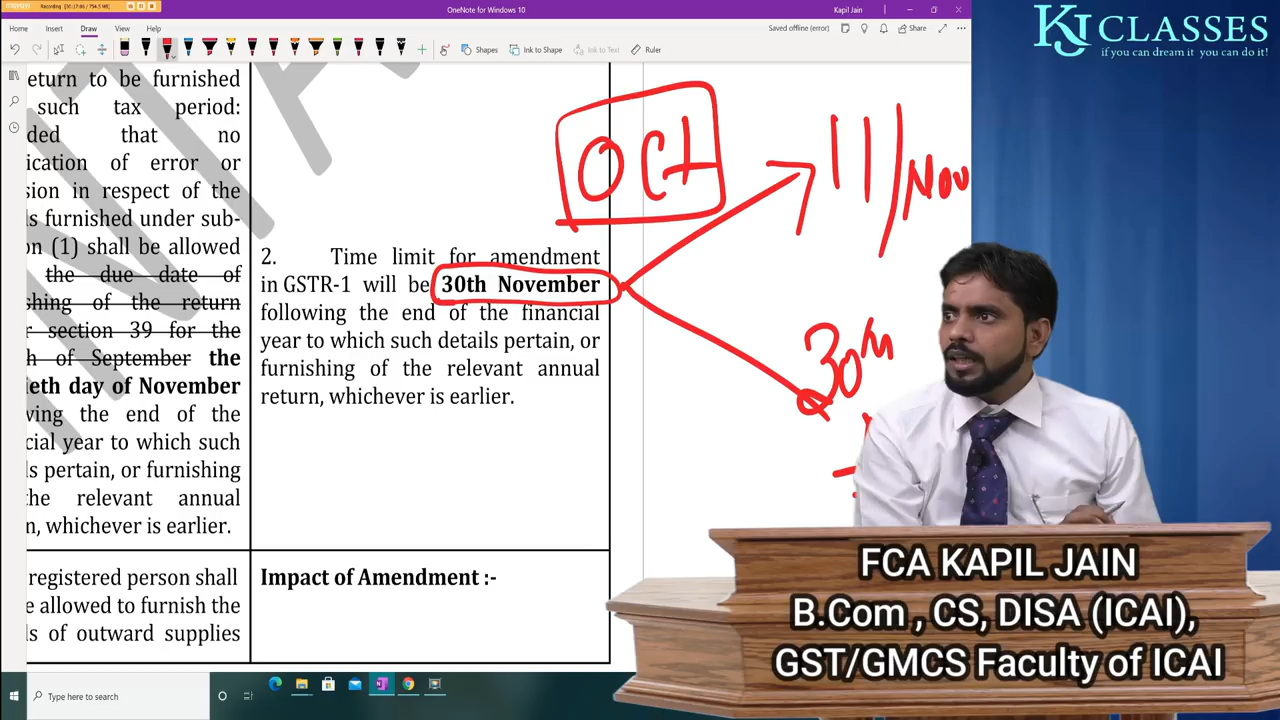 Recording
OneNote for Windows 10
Kapil Jain
Home Insert Draw View Help
Saved offline (error)
Share
Shapes Ink to Shape Ink to Text Ruler
KJ CLASSES
if you can dream it you can do it!
eturn to be furnished
such tax period:
ded that no
ication of error or
sion in respect of the
ls furnished under sub-
on (1) shall be allowed
the due date of
hing of the return
r section 39 for the
h of September the
ieth day of November
wing the end of the
cial year to which such
ls pertain, or furnishing
he relevant annual
n, whichever is earlier.
2. Time limit for amendment
in GSTR-1 will be 30th November
following the end of the financial
year to which such details pertain, or
furnishing of the relevant annual
return, whichever is earlier.
OCt
11/Nov
30th
registered person shall
e allowed to furnish the
ls of outward supplies
Impact of Amendment :-
FCA KAPIL JAIN
B.Com , CS, DISA (ICAI),
GST/GMCS Faculty of ICAI
Type here to search